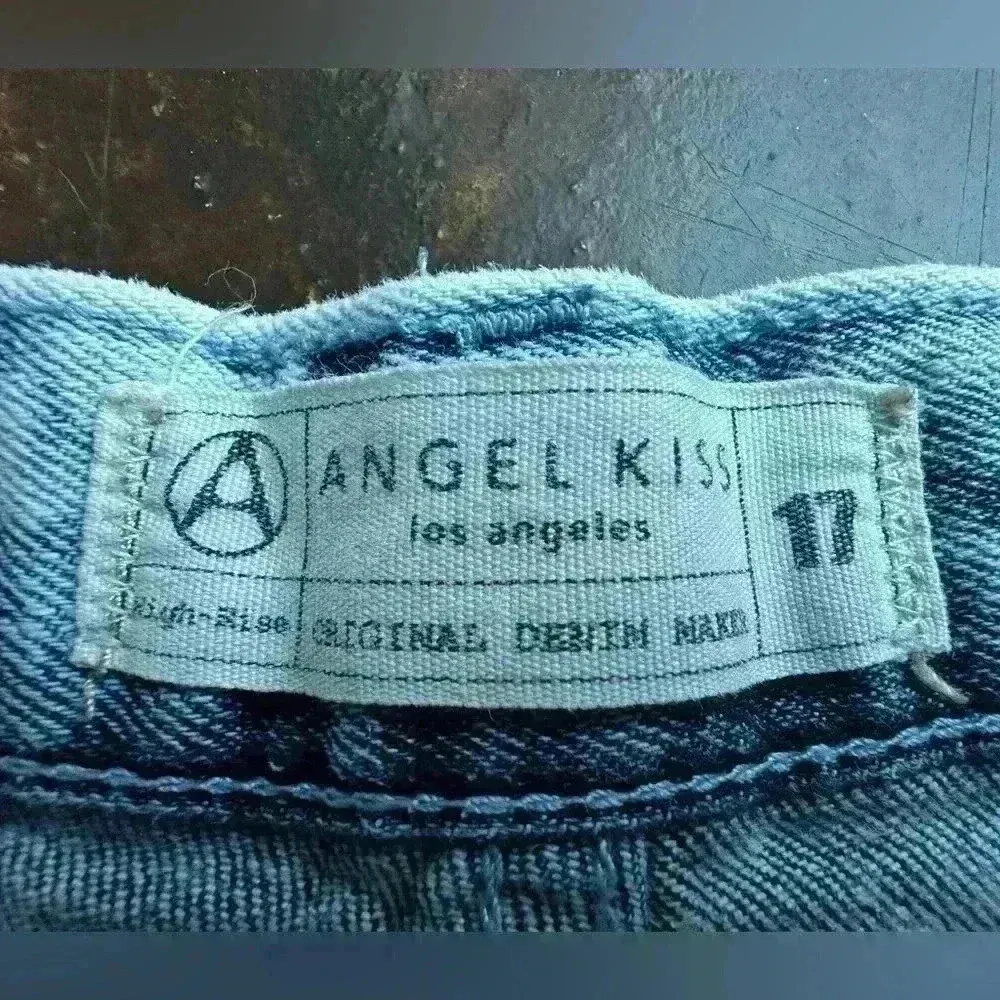 A
ANGEL KISS
los angeles
17
High-Rise
ORIGINAL DENIM MAKER